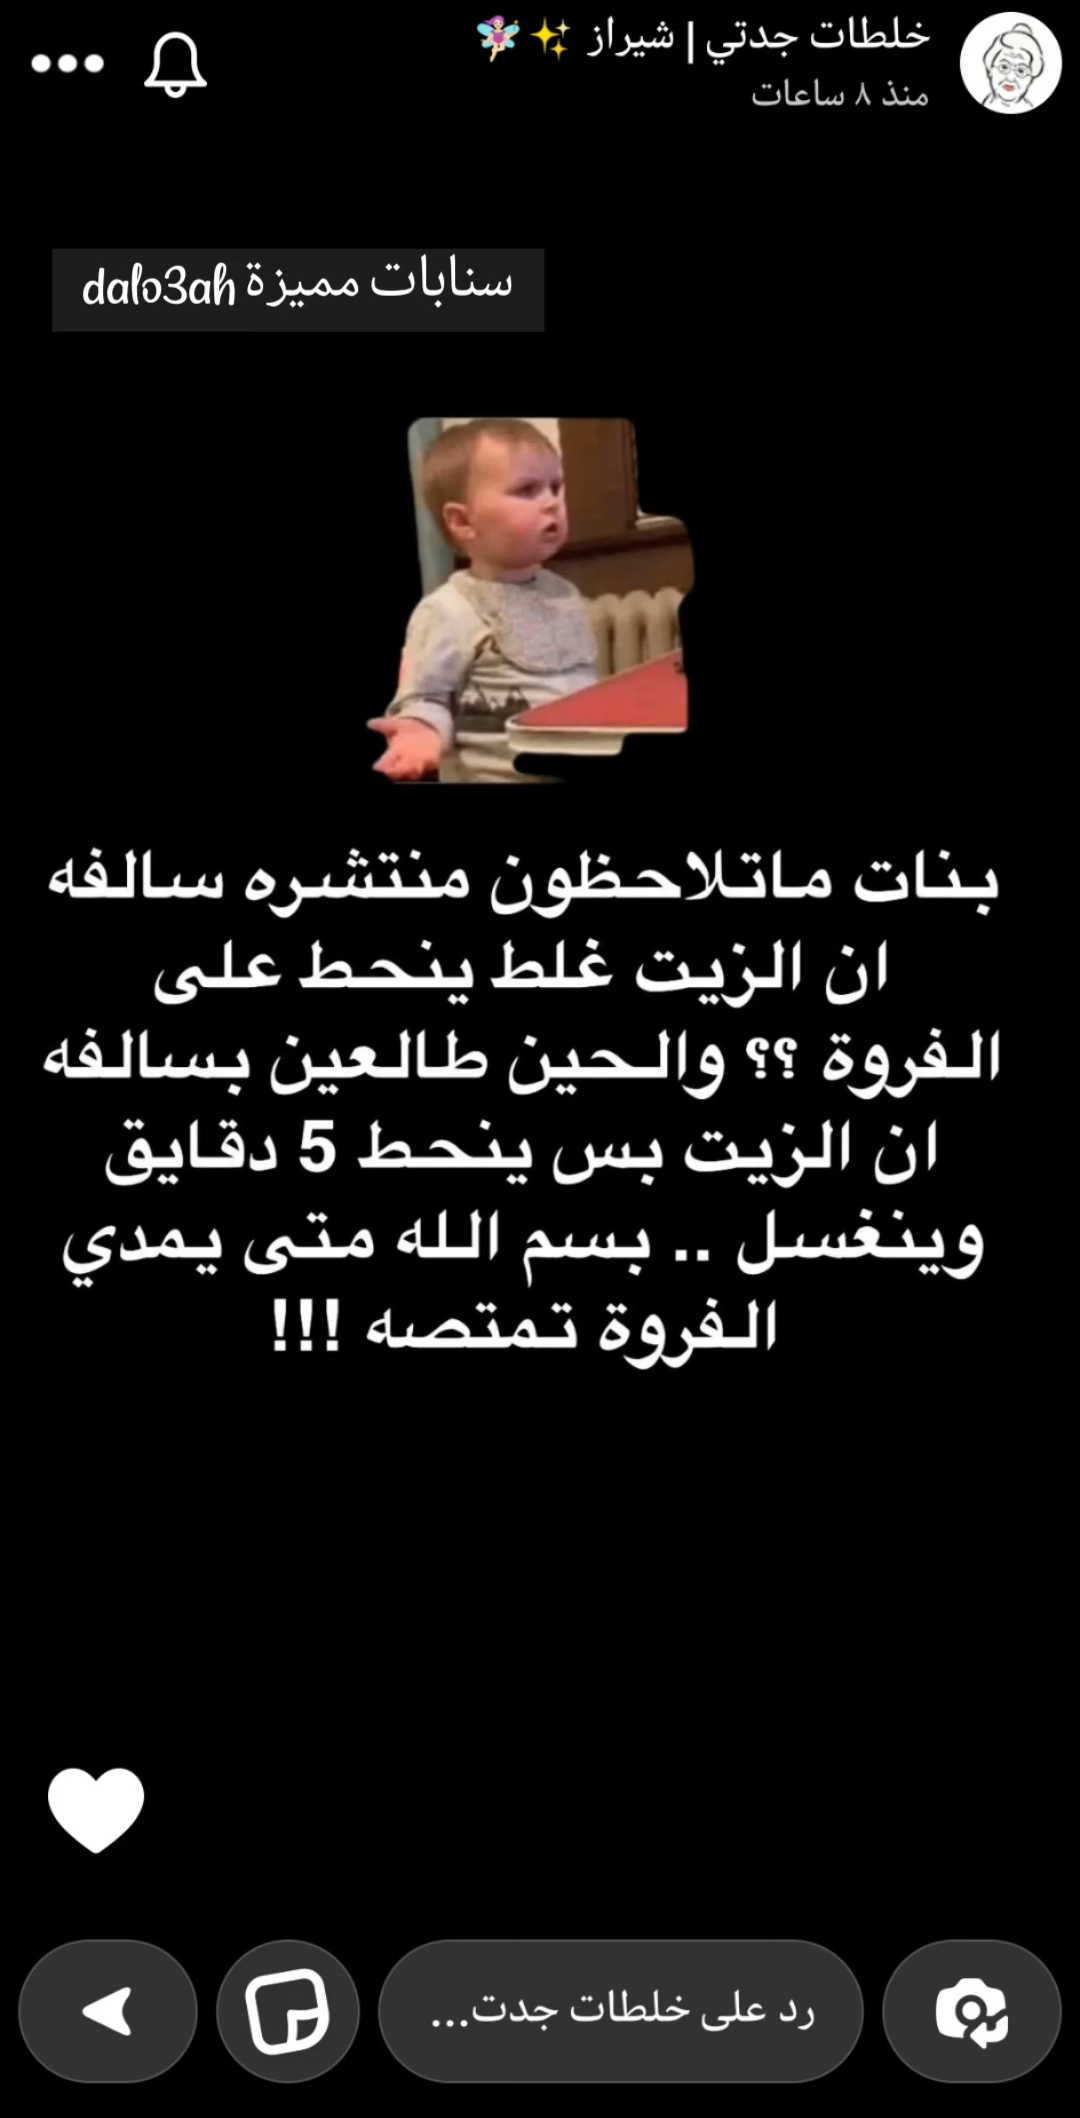 خلطات جدتي | شيراز ✨🧚🏻‍♀️
منذ ٨ ساعات
سنابات مميزة dalo3ah
بنات ماتلاحظون منتشره سالفه
ان الزيت غلط ينحط على
الفروة ؟؟ والحين طالعين بسالفه
ان الزيت بس ينحط 5 دقايق
وينغسل .. بسم الله متى يمدي
الفروة تمتصه !!!
رد على خلطات جدت...